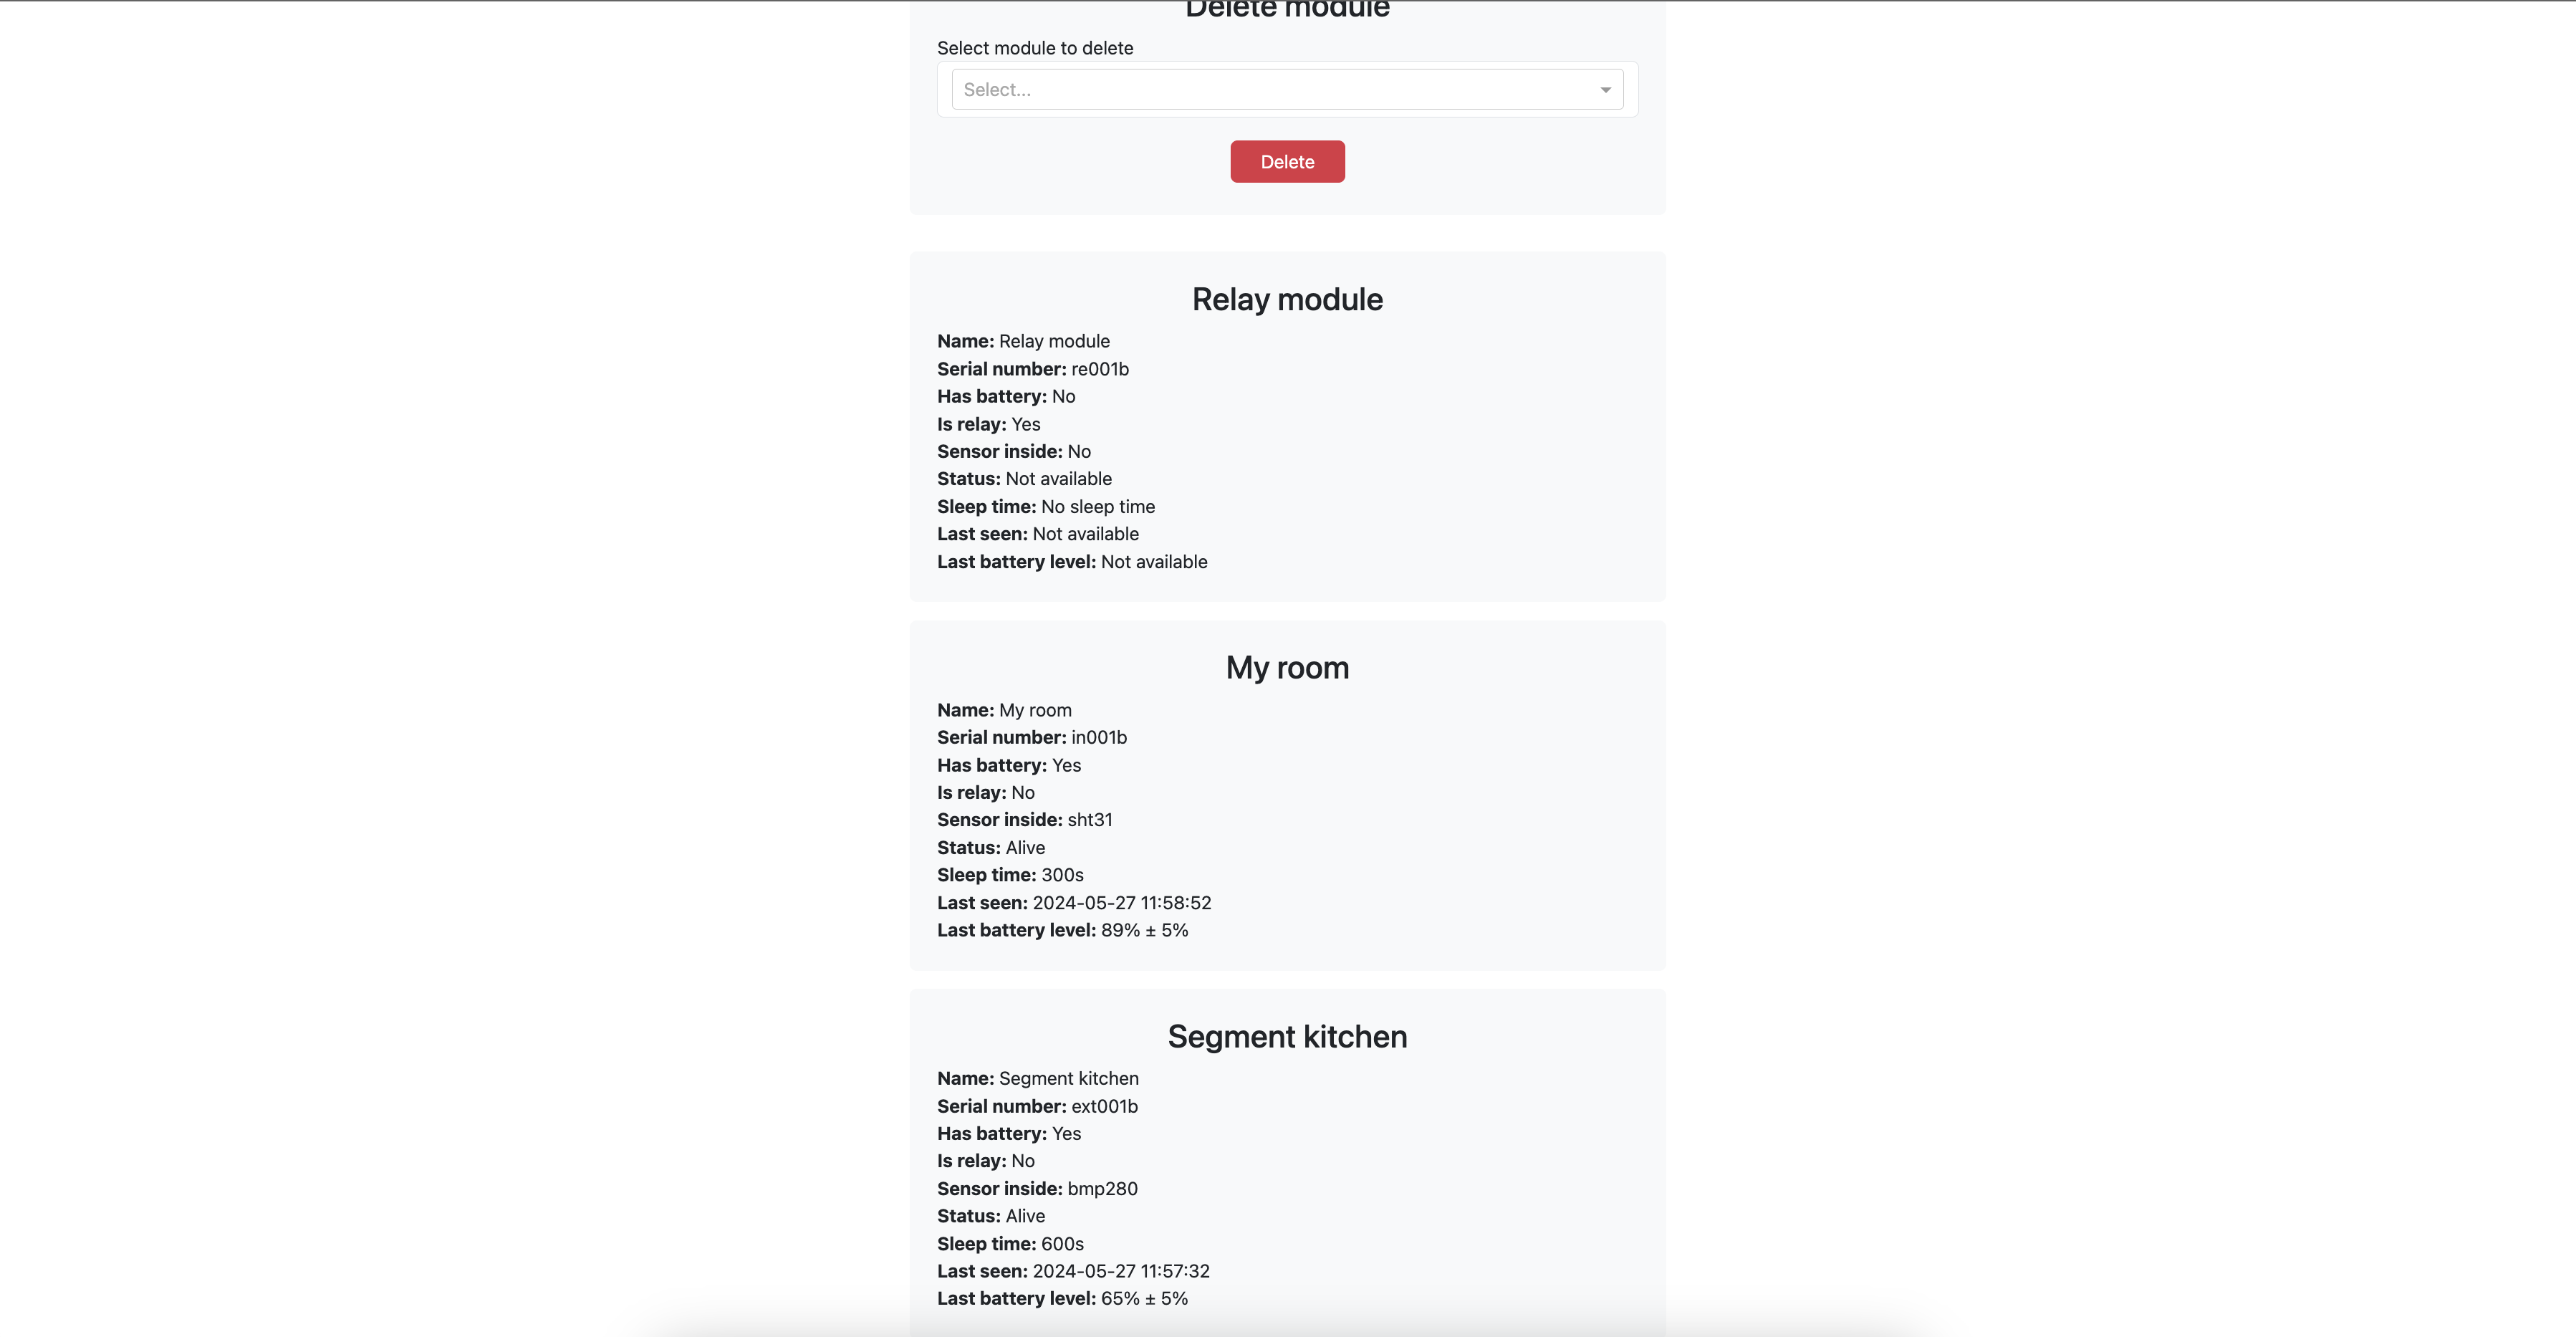 Delete module
Select module to delete
Select...
Delete
Relay module
Name: Relay module
Serial number: re001b
Has battery: No
Is relay: Yes
Sensor inside: No
Status: Not available
Sleep time: No sleep time
Last seen: Not available
Last battery level: Not available
My room
Name: My room
Serial number: in001b
Has battery: Yes
Is relay: No
Sensor inside: sht31
Status: Alive
Sleep time: 300s
Last seen: 2024-05-27 11:58:52
Last battery level: 89% ± 5%
Segment kitchen
Name: Segment kitchen
Serial number: ext001b
Has battery: Yes
Is relay: No
Sensor inside: bmp280
Status: Alive
Sleep time: 600s
Last seen: 2024-05-27 11:57:32
Last battery level: 65% ± 5%